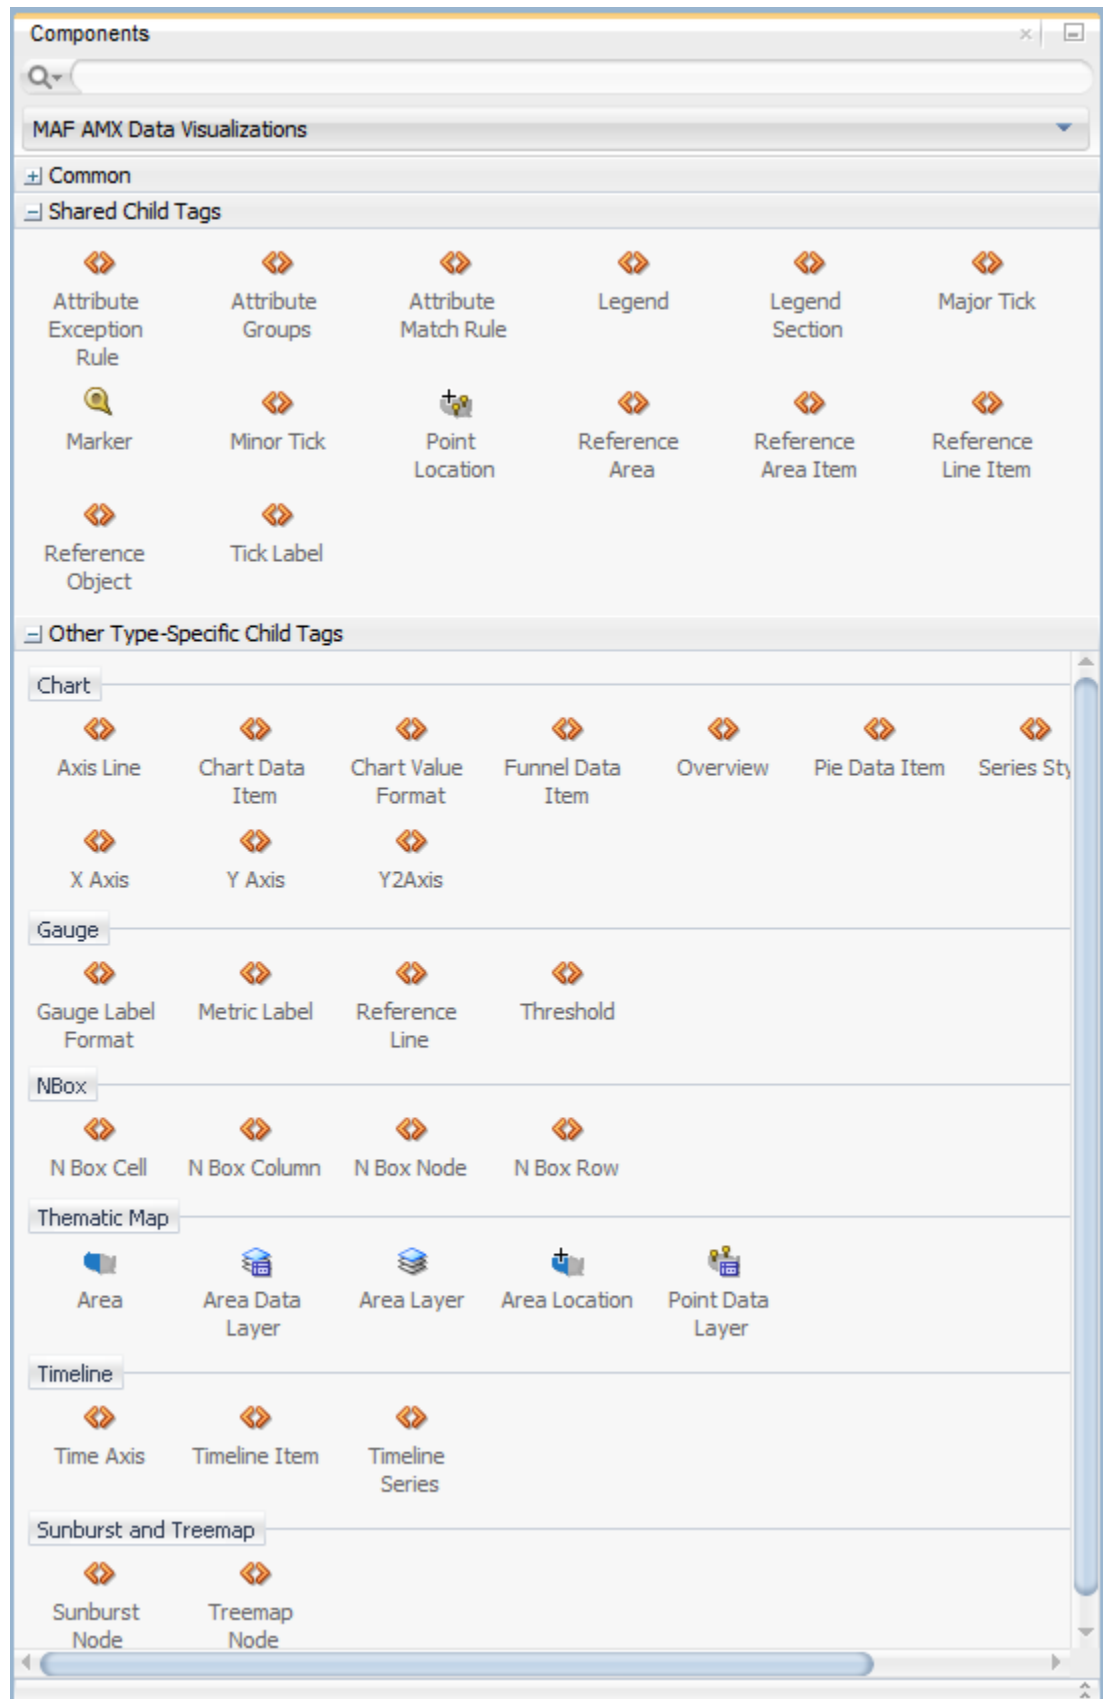 Components
MAF AMX Data Visualizations
Common
Shared Child Tags
Attribute Attribute Attribute Legend Legend Major Tick
Exception Groups Match Rule Section
Rule
Marker Minor Tick Point Reference Reference Reference
Location Area Area Item Line Item
Reference Tick Label
Object
Other Type-Specific Child Tags
Chart
Axis Line Chart Data Chart Value Funnel Data Overview Pie Data Item Series Sty
Item Format Item
X Axis Y Axis Y2Axis
Gauge
Gauge Label Metric Label Reference Threshold
Format Line
NBox
N Box Cell N Box Column N Box Node N Box Row
Thematic Map
Area Area Data Area Layer Area Location Point Data
Layer Layer
Timeline
Time Axis Timeline Item Timeline
Series
Sunburst and Treemap
Sunburst Treemap
Node Node